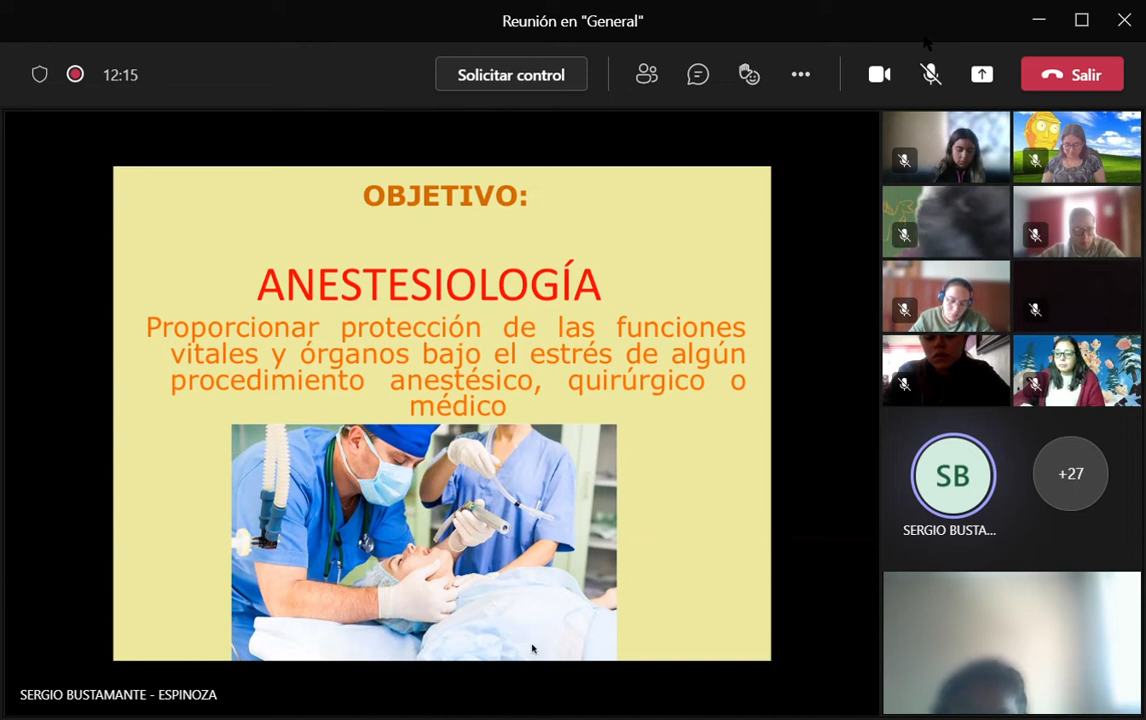 Reunión en "General"
12:15
Solicitar control
Salir
OBJETIVO:
ANESTESIOLOGÍA
Proporcionar protección de las funciones
vitales y órganos bajo el estrés de algún
procedimiento anestésico, quirúrgico o
médico
SB
+27
SERGIO BUSTA...
SERGIO BUSTAMANTE - ESPINOZA